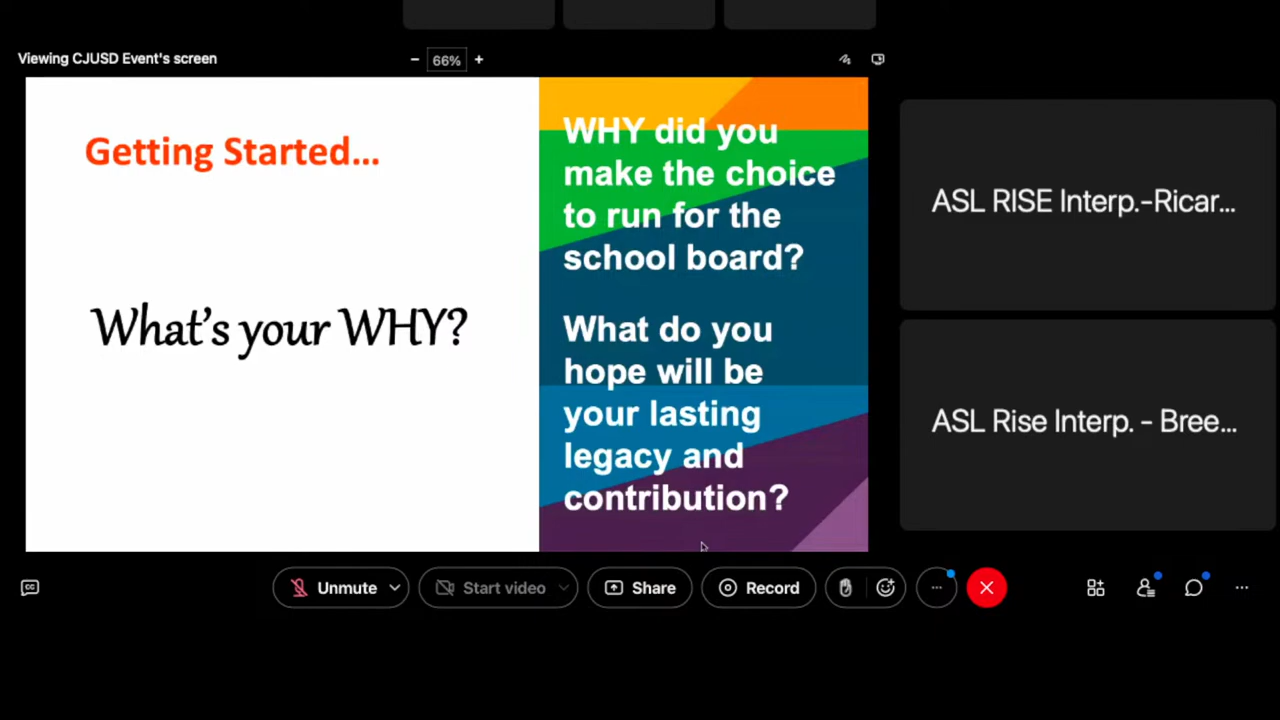 Viewing CJUSD Event's screen
- 66% +
Getting Started...
What's your WHY?
WHY did you
make the choice
to run for the
school board?
What do you
hope will be
your lasting
legacy and
contribution?
ASL RISE Interp.-Ricar...
ASL Rise Interp. - Bree...
CC
Unmute
Start video
Share
Record